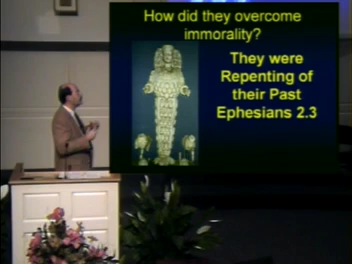 How did they overcome
immorality?
They were
Repenting of
their Past
Ephesians 2.3